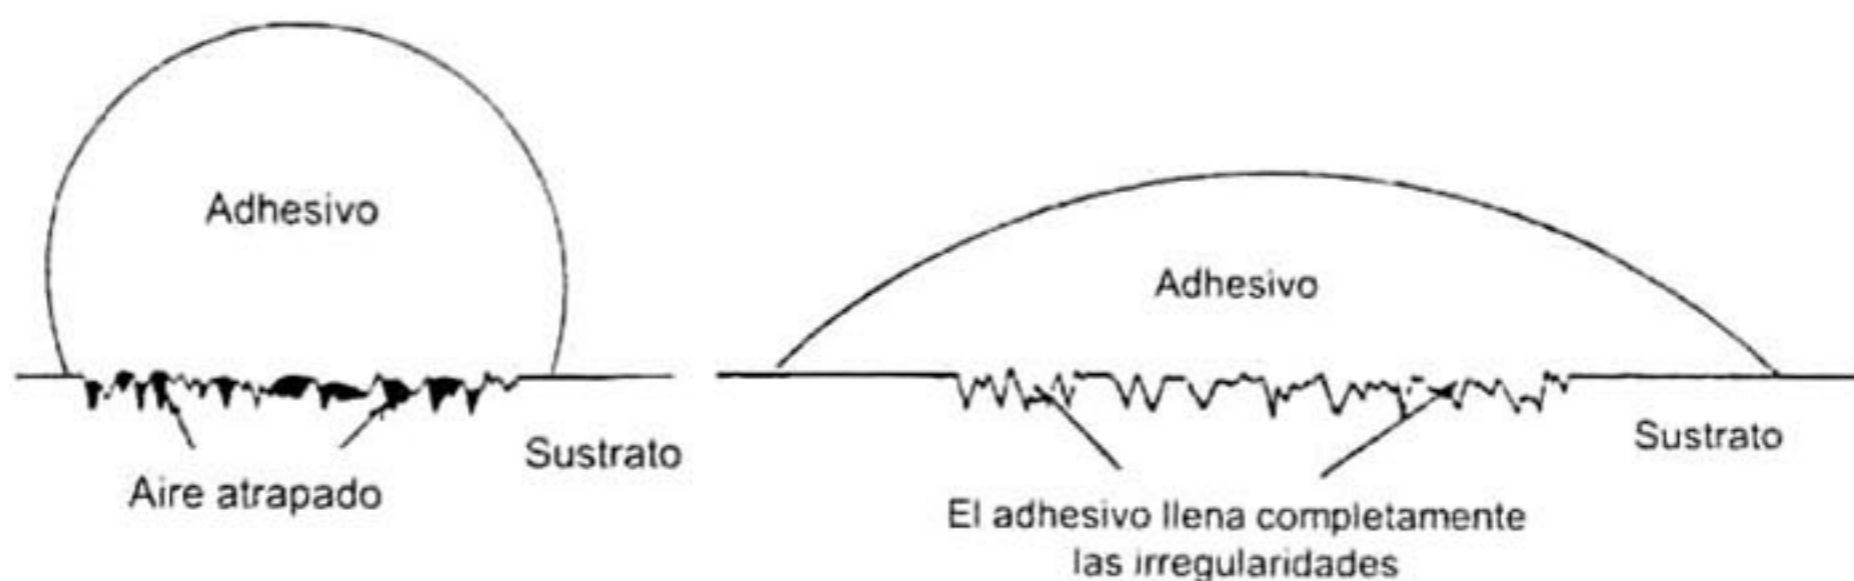 Adhesivo
Sustrato
Aire atrapado
Adhesivo
Sustrato
El adhesivo llena completamente
las irregularidades